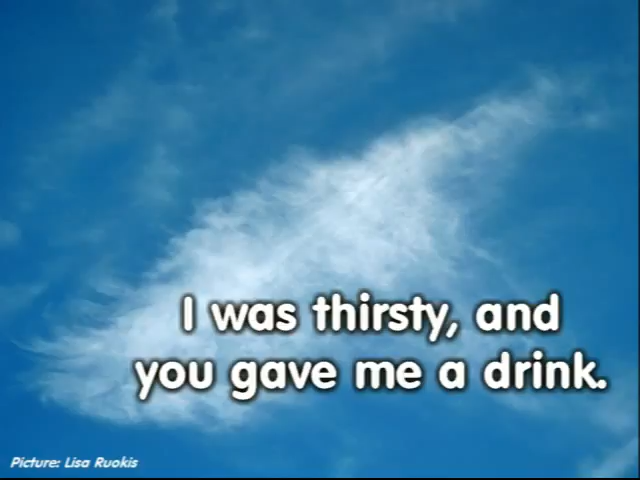 I was thirsty, and
you gave me a drink.
Picture: Lisa Ruokis